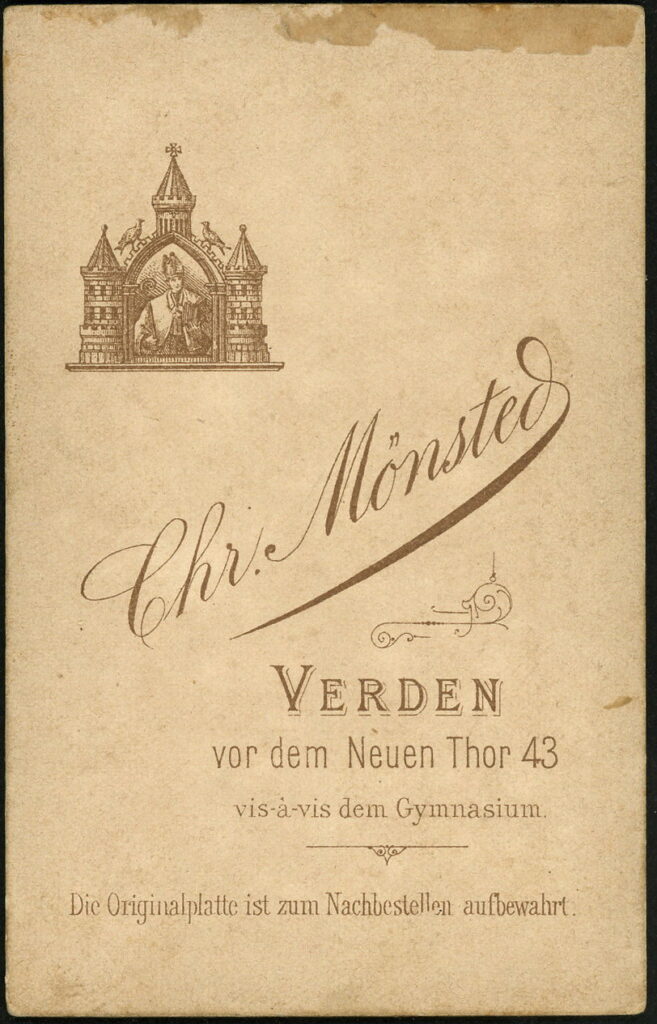 Chr. Mönsted
VERDEN
vor dem Neuen Thor 43
vis-à-vis dem Gymnasium.
Die Originalplatte ist zum Nachbestellen aufbewahrt.